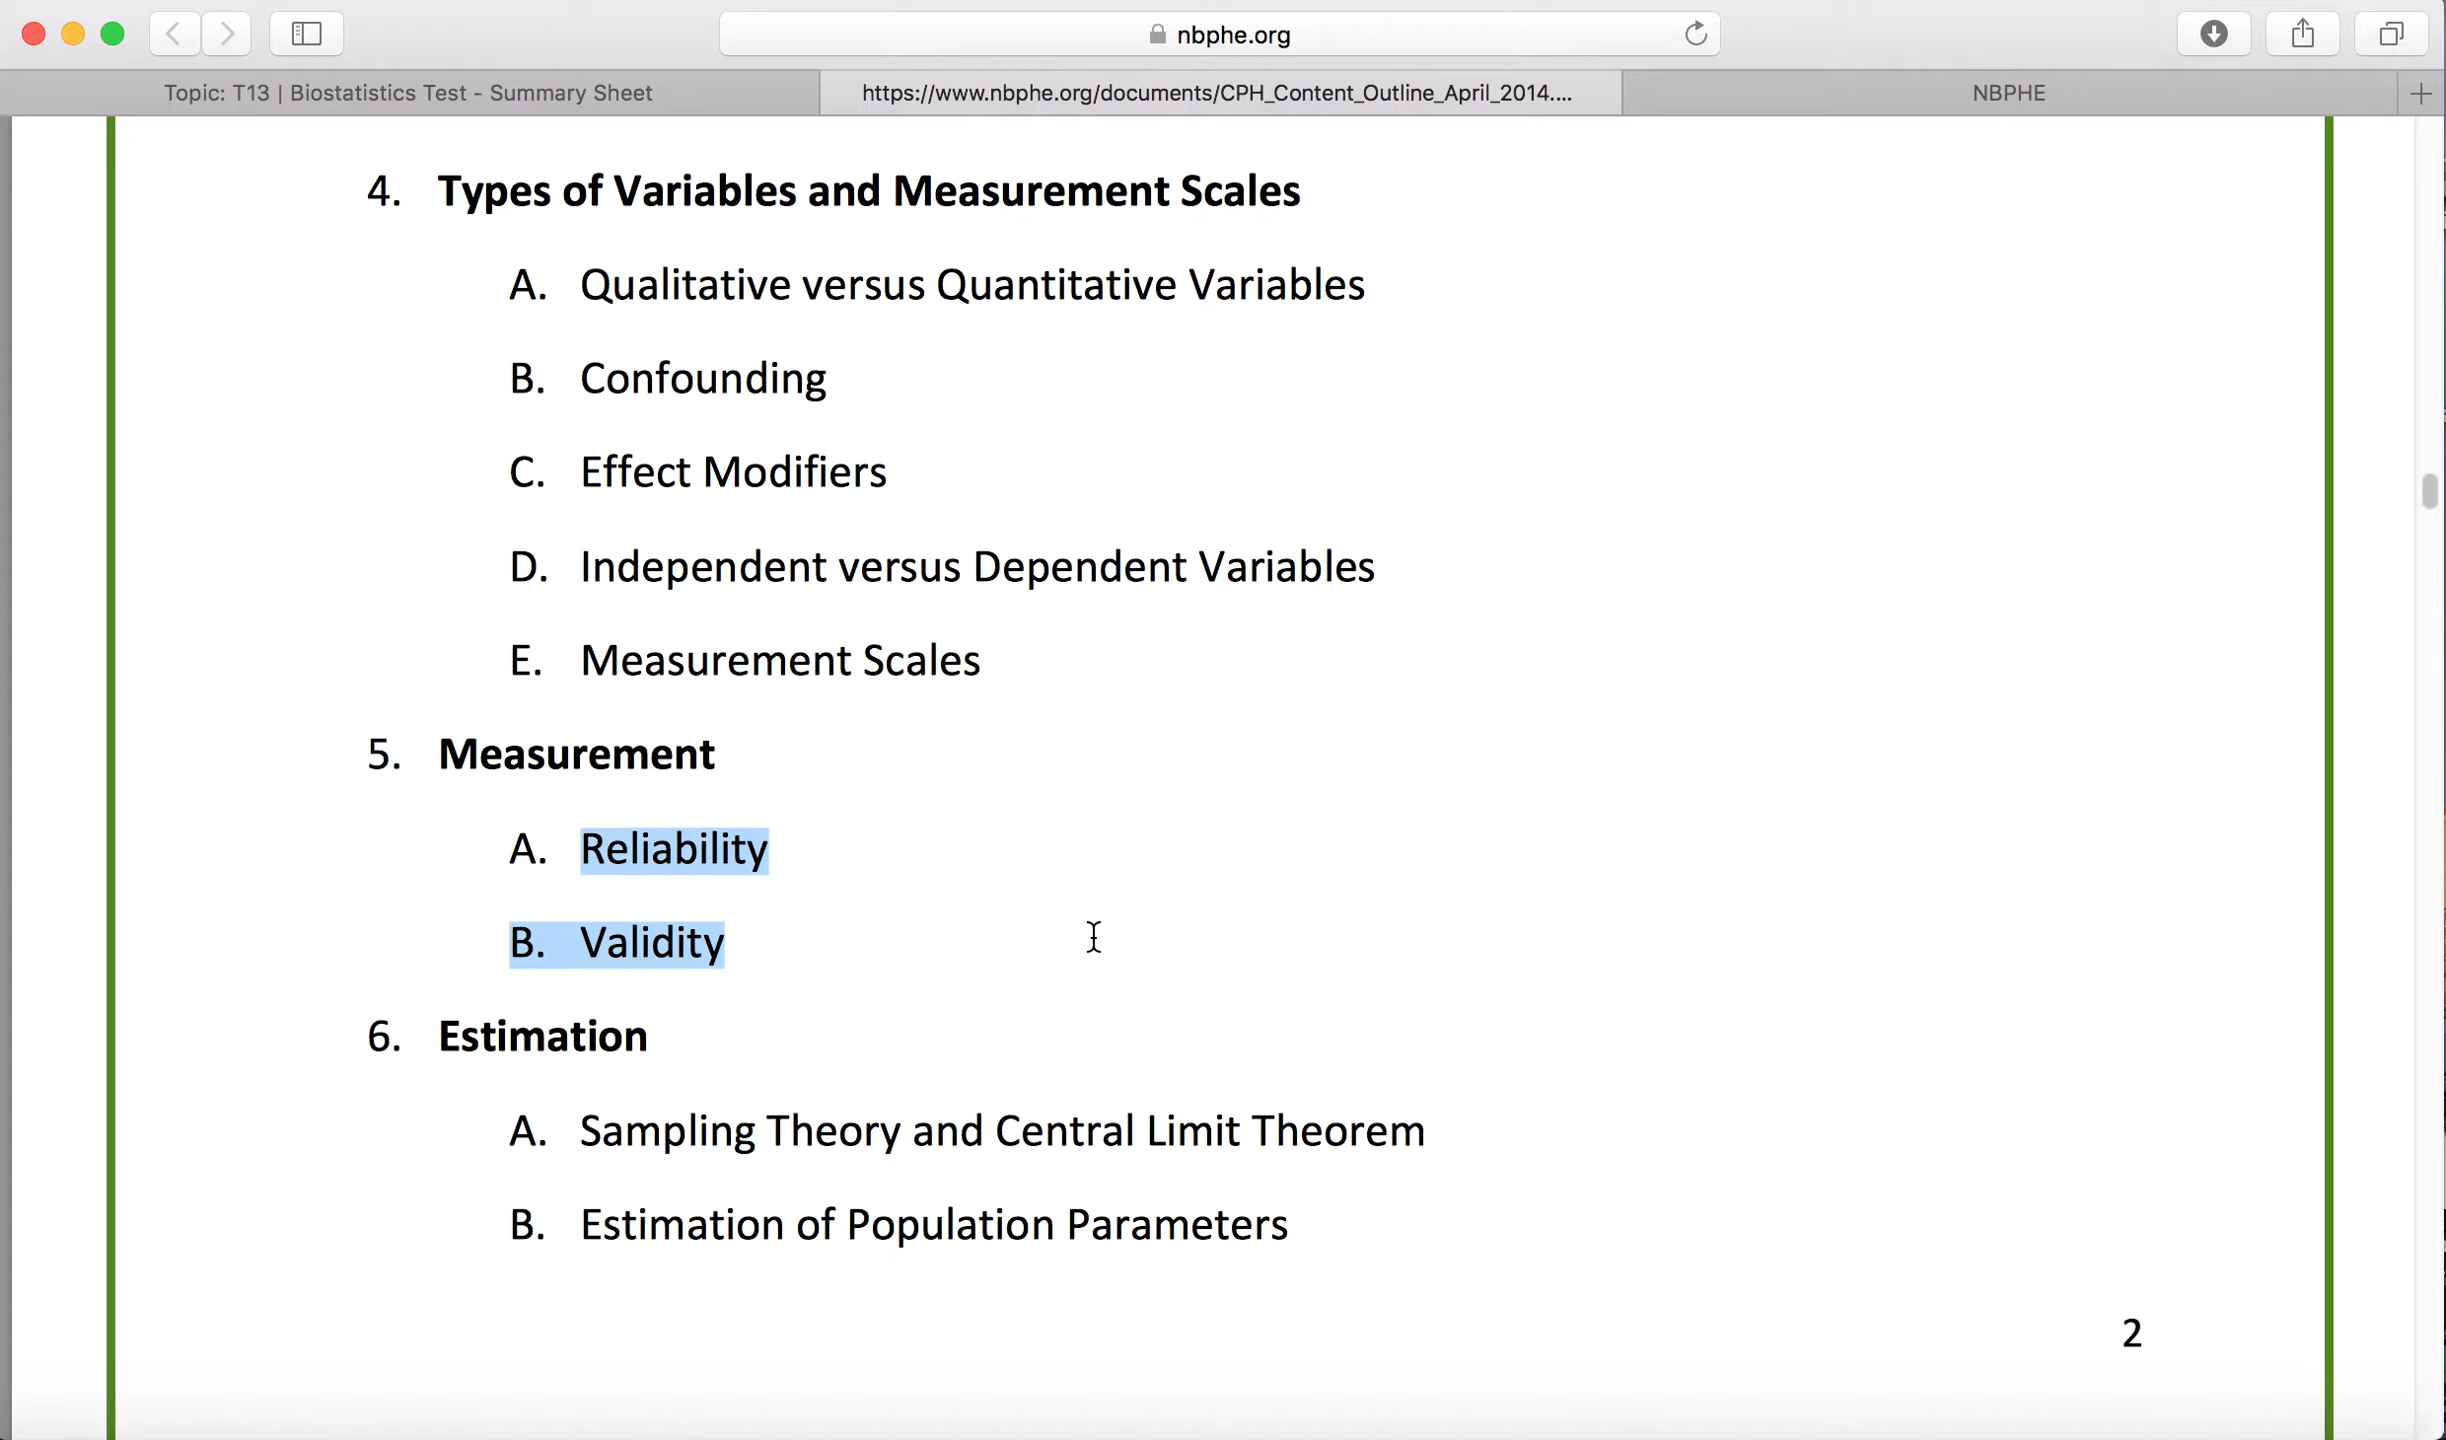 nbphe.org
Topic: T13 | Biostatistics Test - Summary Sheet
https://www.nbphe.org/documents/CPH_Content_Outline_April_2014....
NBPHE
4. Types of Variables and Measurement Scales
A. Qualitative versus Quantitative Variables
B. Confounding
C. Effect Modifiers
D. Independent versus Dependent Variables
E. Measurement Scales
5. Measurement
A. Reliability
B. Validity
6. Estimation
A. Sampling Theory and Central Limit Theorem
B. Estimation of Population Parameters
2